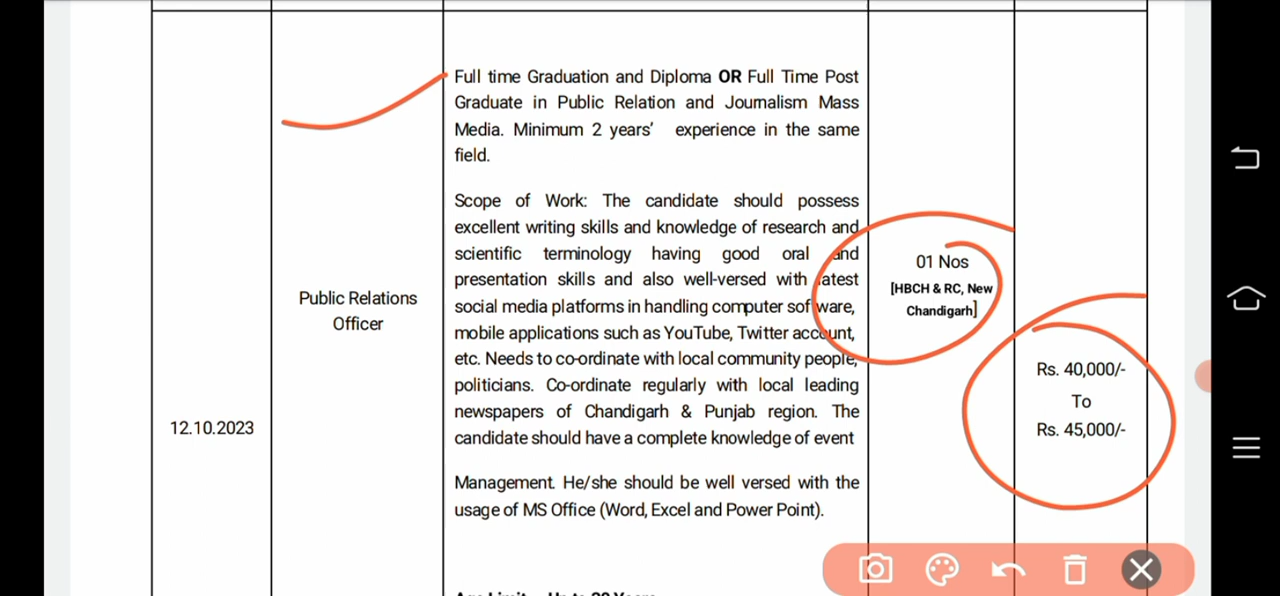 Full time Graduation and Diploma OR Full Time Post
Graduate in Public Relation and Journalism Mass
Media. Minimum 2 years' experience in the same
field.
Scope of Work: The candidate should possess
excellent writing skills and knowledge of research and
scientific terminology having good oral and
presentation skills and also well-versed with latest
social media platforms in handling computer software,
mobile applications such as YouTube, Twitter account,
etc. Needs to co-ordinate with local community people,
politicians. Co-ordinate regularly with local leading
newspapers of Chandigarh & Punjab region. The
candidate should have a complete knowledge of event
Management. He/she should be well versed with the
usage of MS Office (Word, Excel and Power Point).
Public Relations
Officer
12.10.2023
01 Nos
[HBCH & RC, New
Chandigarh]
Rs. 40,000/-
To
Rs. 45,000/-